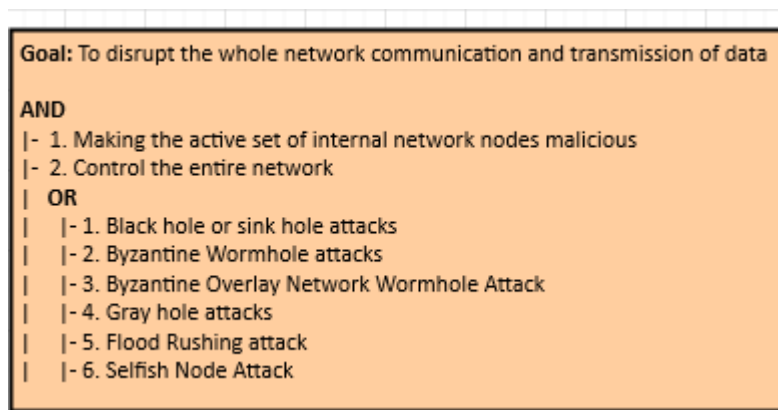 Goal: To disrupt the whole network communication and transmission of data
AND
|- 1. Making the active set of internal network nodes malicious
|- 2. Control the entire network
| OR
| |- 1. Black hole or sink hole attacks
| |- 2. Byzantine Wormhole attacks
| |- 3. Byzantine Overlay Network Wormhole Attack
| |- 4. Gray hole attacks
| |- 5. Flood Rushing attack
| |- 6. Selfish Node Attack